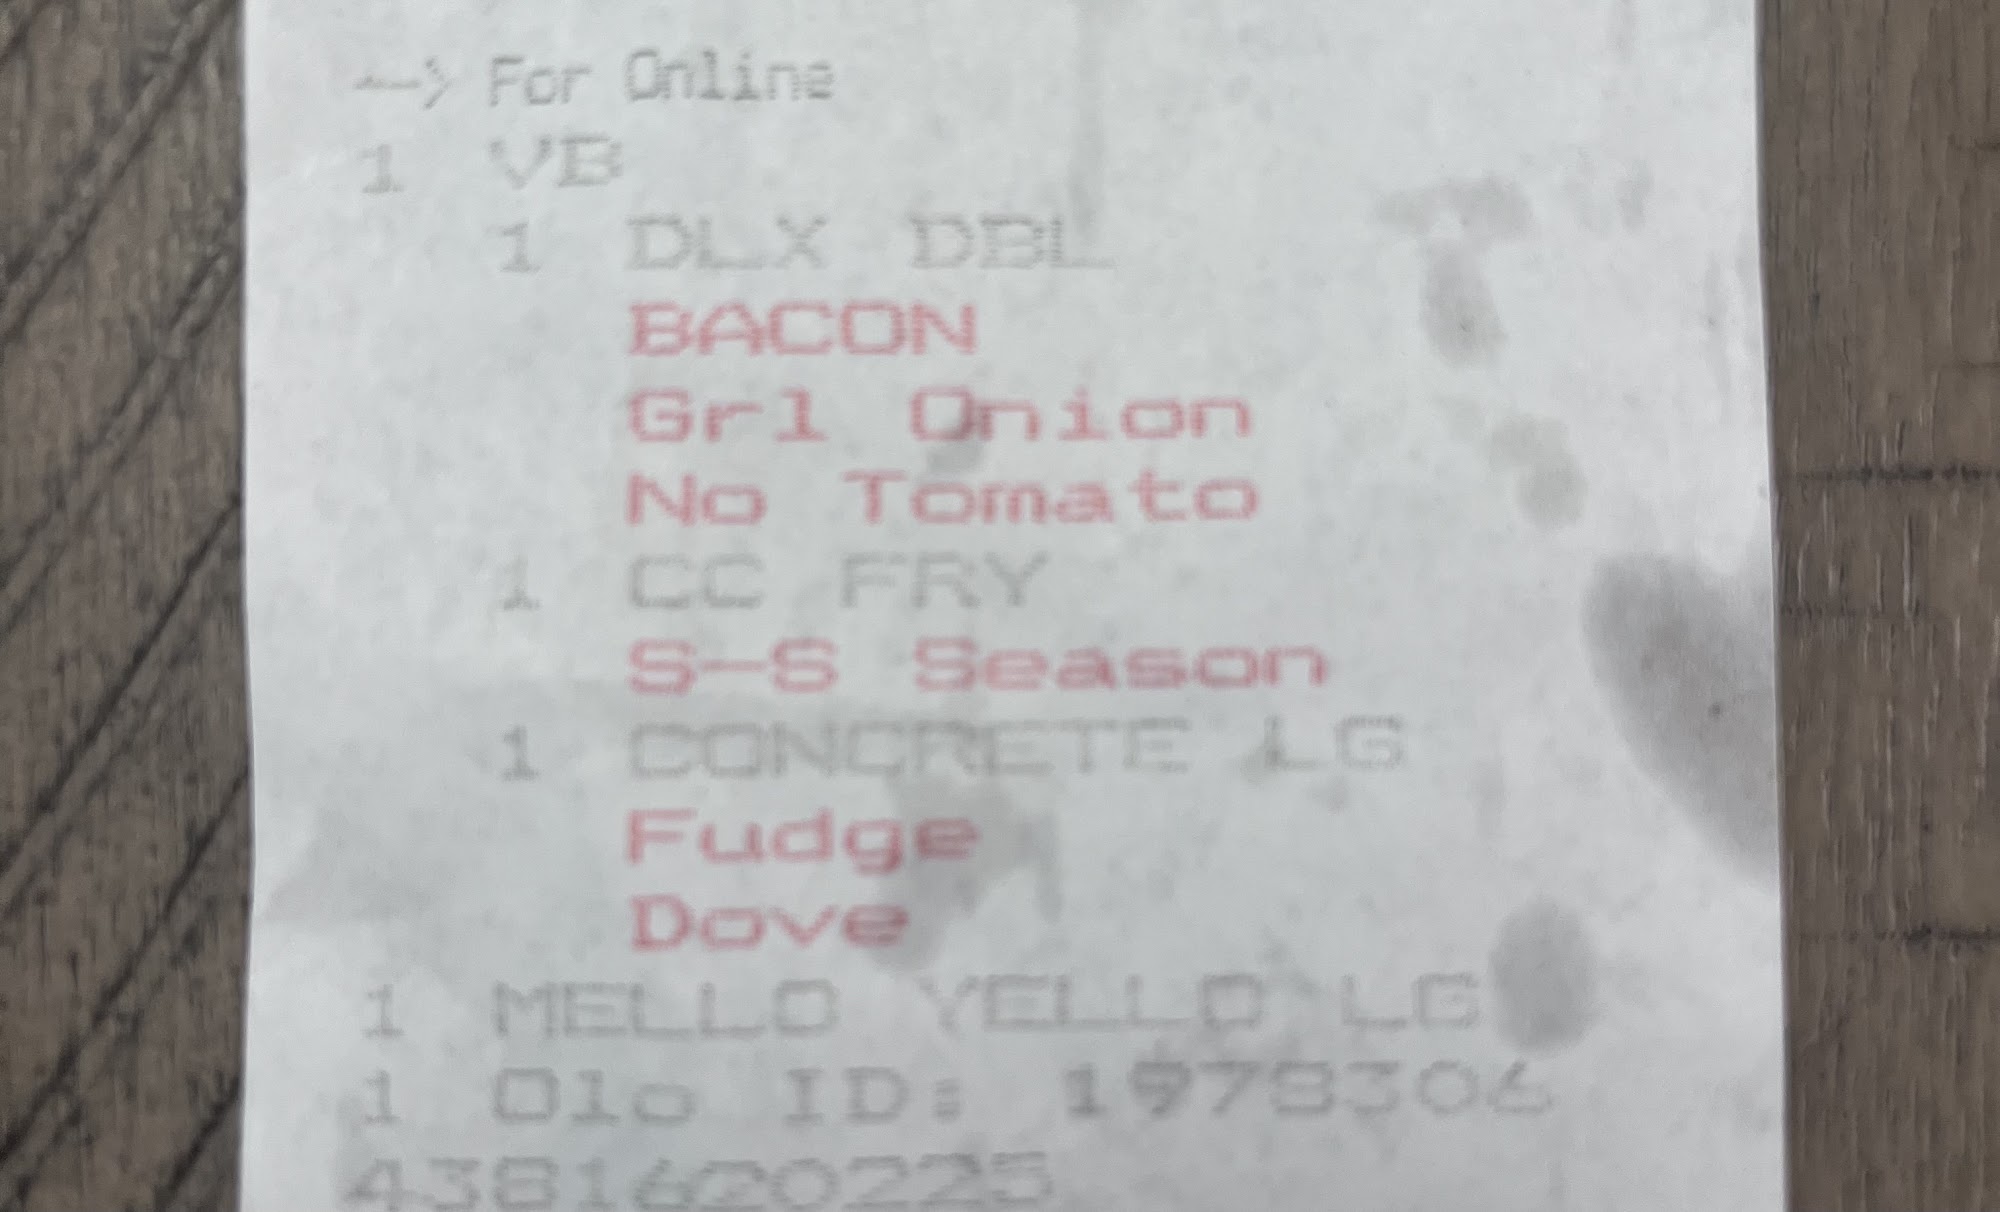 -> For Online
1 VB
1 DLX DBL
BACON
Grl Onion
No Tomato
1 CC FRY
S-S Season
1 CONCRETE LG
Fudge
Dove
1 MELLO YELLO LG
1 Olo ID: 1978306
4381620225